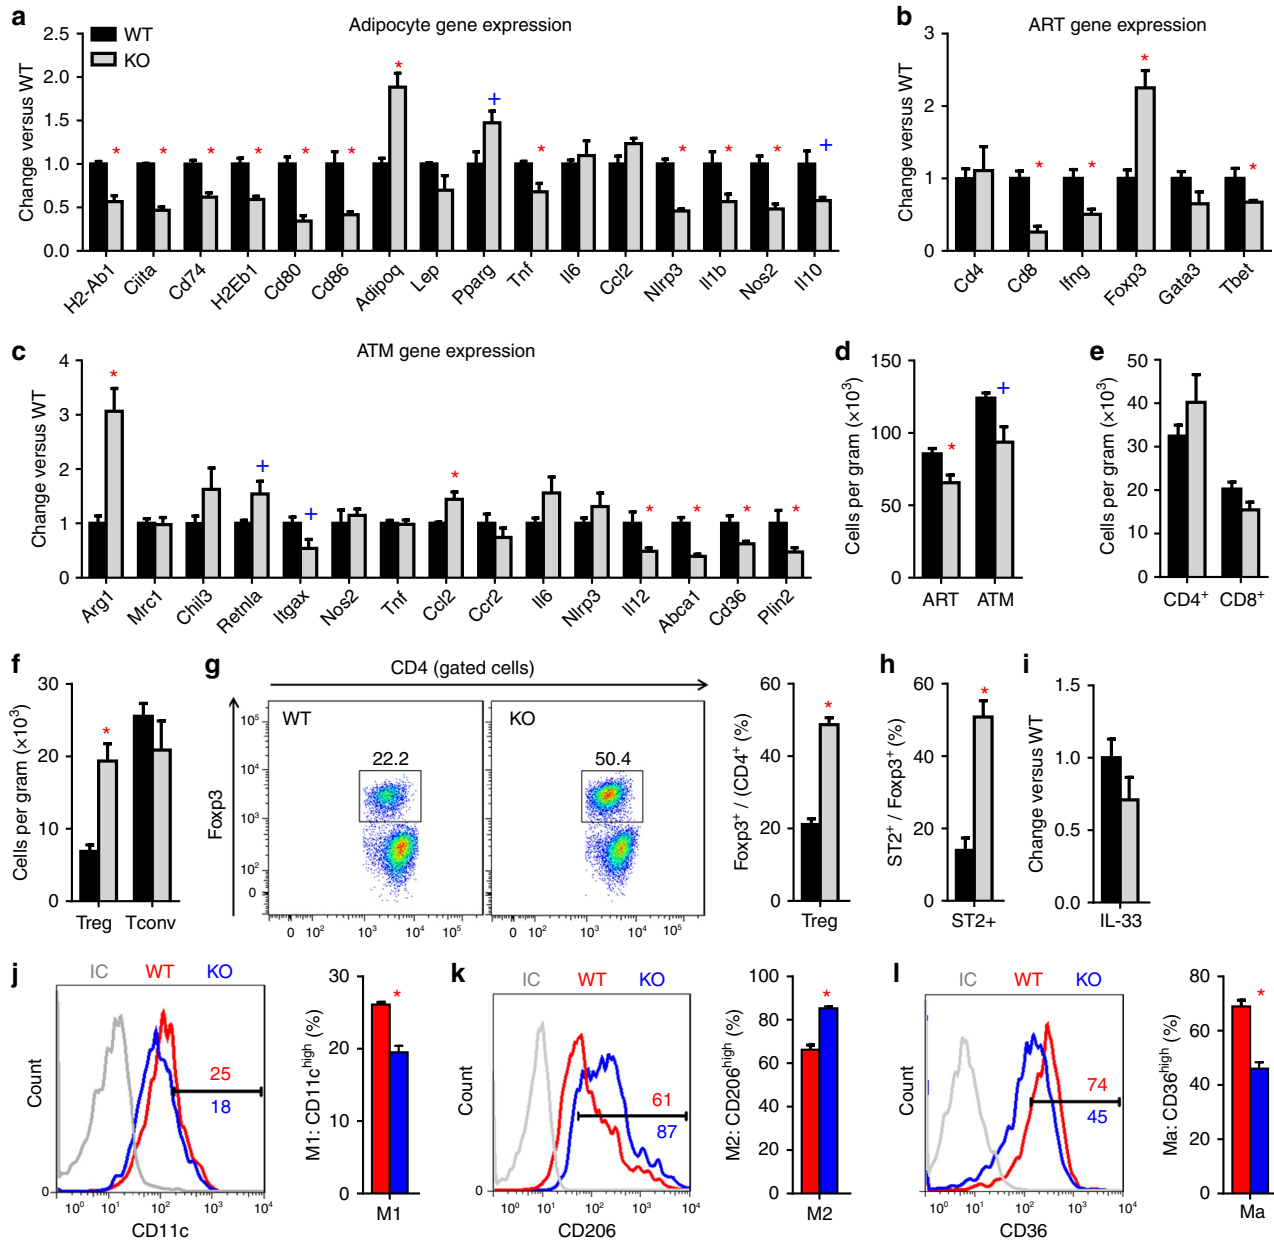 a
Adipocyte gene expression
WT
KO
Change versus WT
2.5
2.0
1.5
1.0
0.5
0.0
* * * * * * * + * * * * +
H2-Ab1 Ciita Cd74 H2Eb1 Cd80 Cd86 Adipoq Lep Pparg Tnf Il6 Ccl2 Nlrp3 Il1b Nos2 Il10
b
ART gene expression
Change versus WT
3
2
1
0
* * * *
Cd4 Cd8 Ifng Foxp3 Gata3 Tbet
c
ATM gene expression
Change versus WT
4
3
2
1
0
* + + * * * * *
Arg1 Mrc1 Chil3 Retnla Itgax Nos2 Tnf Ccl2 Ccr2 Il6 Nlrp3 Il12 Abca1 Cd36 Plin2
d
Cells per gram (×10³)
150
100
50
0
* +
ART ATM
e
Cells per gram (×10³)
50
40
30
20
10
0
CD4⁺ CD8⁺
f
Cells per gram (×10³)
30
20
10
0
*
Treg Tconv
g
CD4 (gated cells)
Foxp3
WT
22.2
KO
50.4
10⁵
10⁴
10³
10²
0
0 10² 10³ 10⁴ 10⁵
0 10² 10³ 10⁴ 10⁵
Foxp3⁺ / (CD4⁺ (%)
60
40
20
0
*
Treg
h
ST2⁺ / Foxp3⁺ (%)
60
40
20
0
*
ST2+
i
Change versus WT
1.5
1.0
0.5
0.0
IL-33
j
IC WT KO
Count
25
18
0
10⁰ 10¹ 10² 10³ 10⁴
CD11c
M1: CD11cʰⁱᵍʰ (%)
30
20
10
0
*
M1
k
IC WT KO
Count
61
87
0
10⁰ 10¹ 10² 10³ 10⁴
CD206
M2: CD206ʰⁱᵍʰ (%)
100
80
60
40
20
0
*
M2
l
IC WT KO
Count
74
45
0
10⁰ 10¹ 10² 10³ 10⁴
CD36
Ma: CD36ʰⁱᵍʰ (%)
80
60
40
20
0
*
Ma